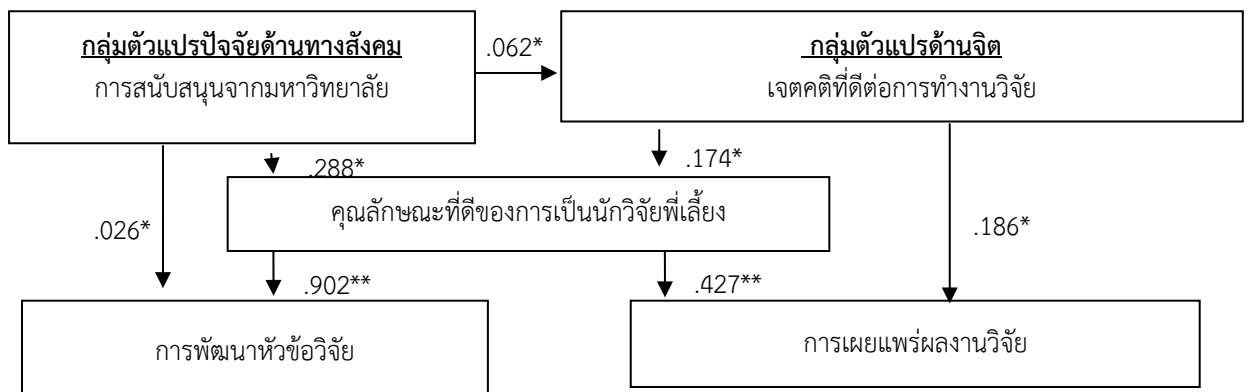 กลุ่มตัวแปรปัจจัยด้านทางสังคม
การสนับสนุนจากมหาวิทยาลัย
.062*
กลุ่มตัวแปรด้านจิต
เจตคติที่ดีต่อการทำงานวิจัย
.288*
.174*
คุณลักษณะที่ดีของการเป็นนักวิจัยพี่เลี้ยง
.026*
.186*
.902**
.427**
การพัฒนาหัวข้อวิจัย
การเผยแพร่ผลงานวิจัย